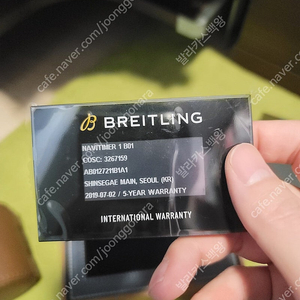 BREITLING
NAVITIMER 1 B01
COSC: 3267159
AB0127211B1A1
SHINSEGAE MAIN, SEOUL (KR)
2019-07-02 / 5-YEAR WARRANTY
INTERNATIONAL WARRANTY
cafe.naver.com/joonggonara